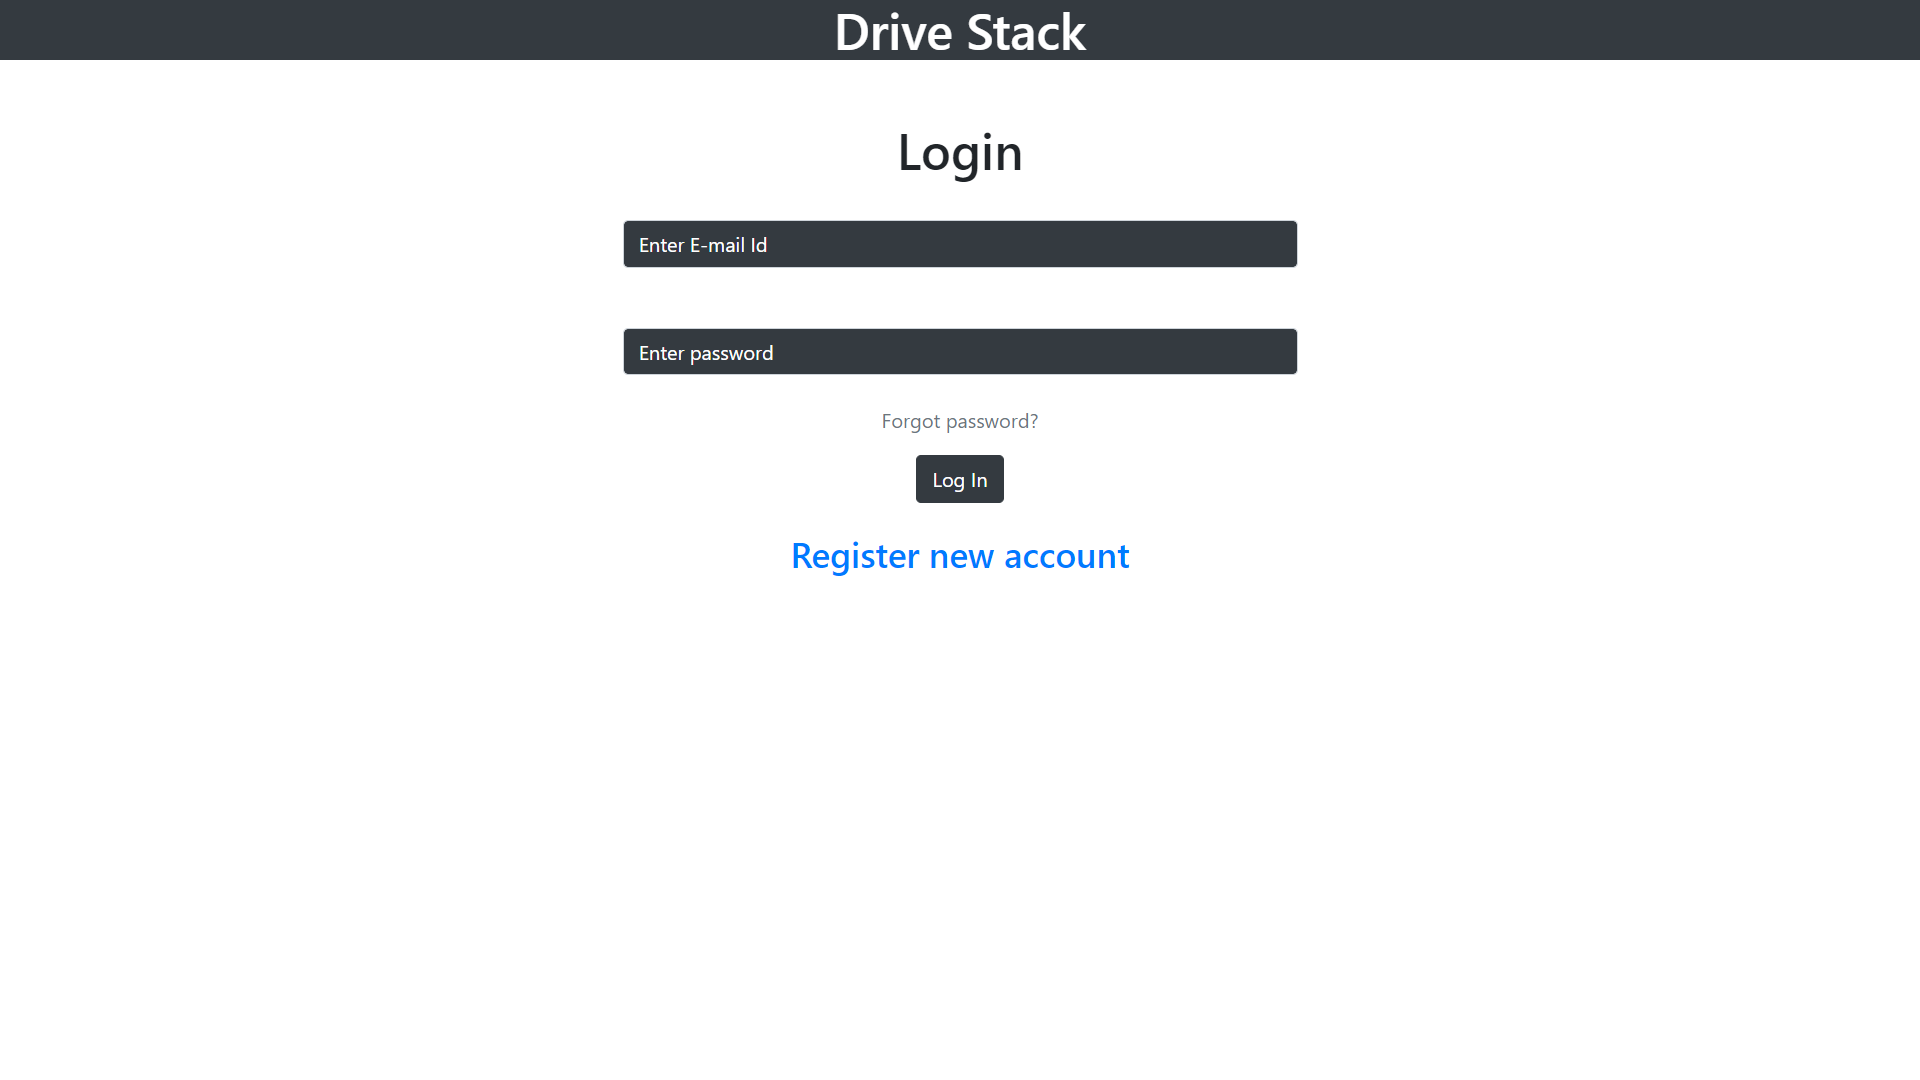 Drive Stack
Login
Enter E-mail Id
Enter password
Forgot password?
Log In
Register new account